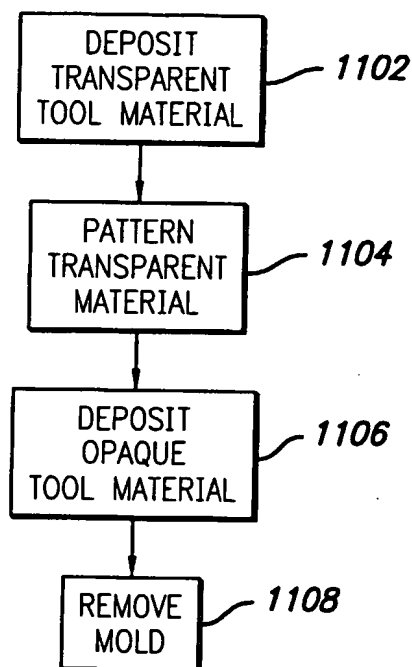 DEPOSIT
TRANSPARENT
TOOL MATERIAL
1102
PATTERN
TRANSPARENT
MATERIAL
1104
DEPOSIT
OPAQUE
TOOL MATERIAL
1106
REMOVE
MOLD
1108